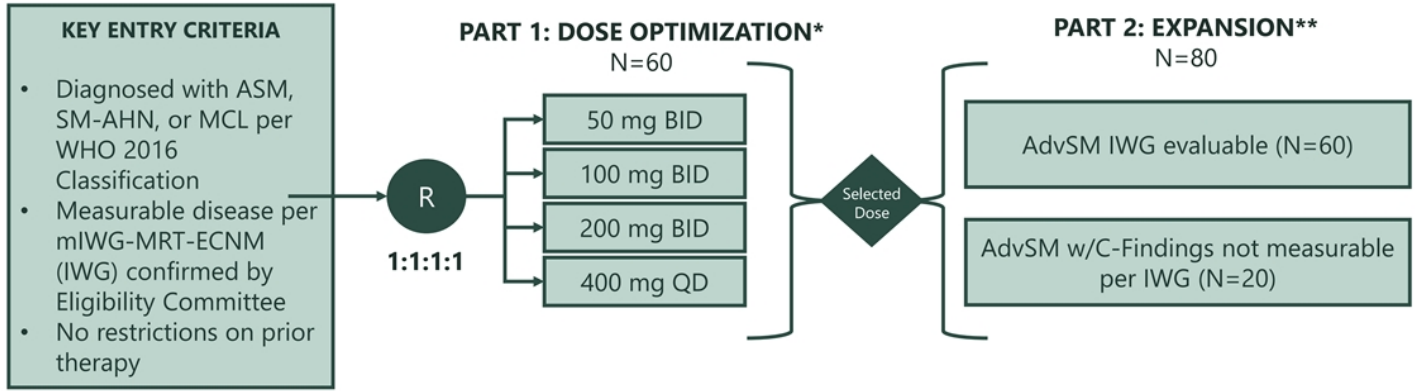 KEY ENTRY CRITERIA
• Diagnosed with ASM,
SM-AHN, or MCL per
WHO 2016
Classification
• Measurable disease per
mIWG-MRT-ECNM
(IWG) confirmed by
Eligibility Committee
• No restrictions on prior
therapy
R
1:1:1:1
PART 1: DOSE OPTIMIZATION*
N=60
50 mg BID
100 mg BID
200 mg BID
400 mg QD
Selected
Dose
PART 2: EXPANSION**
N=80
AdvSM IWG evaluable (N=60)
AdvSM w/C-Findings not measurable
per IWG (N=20)